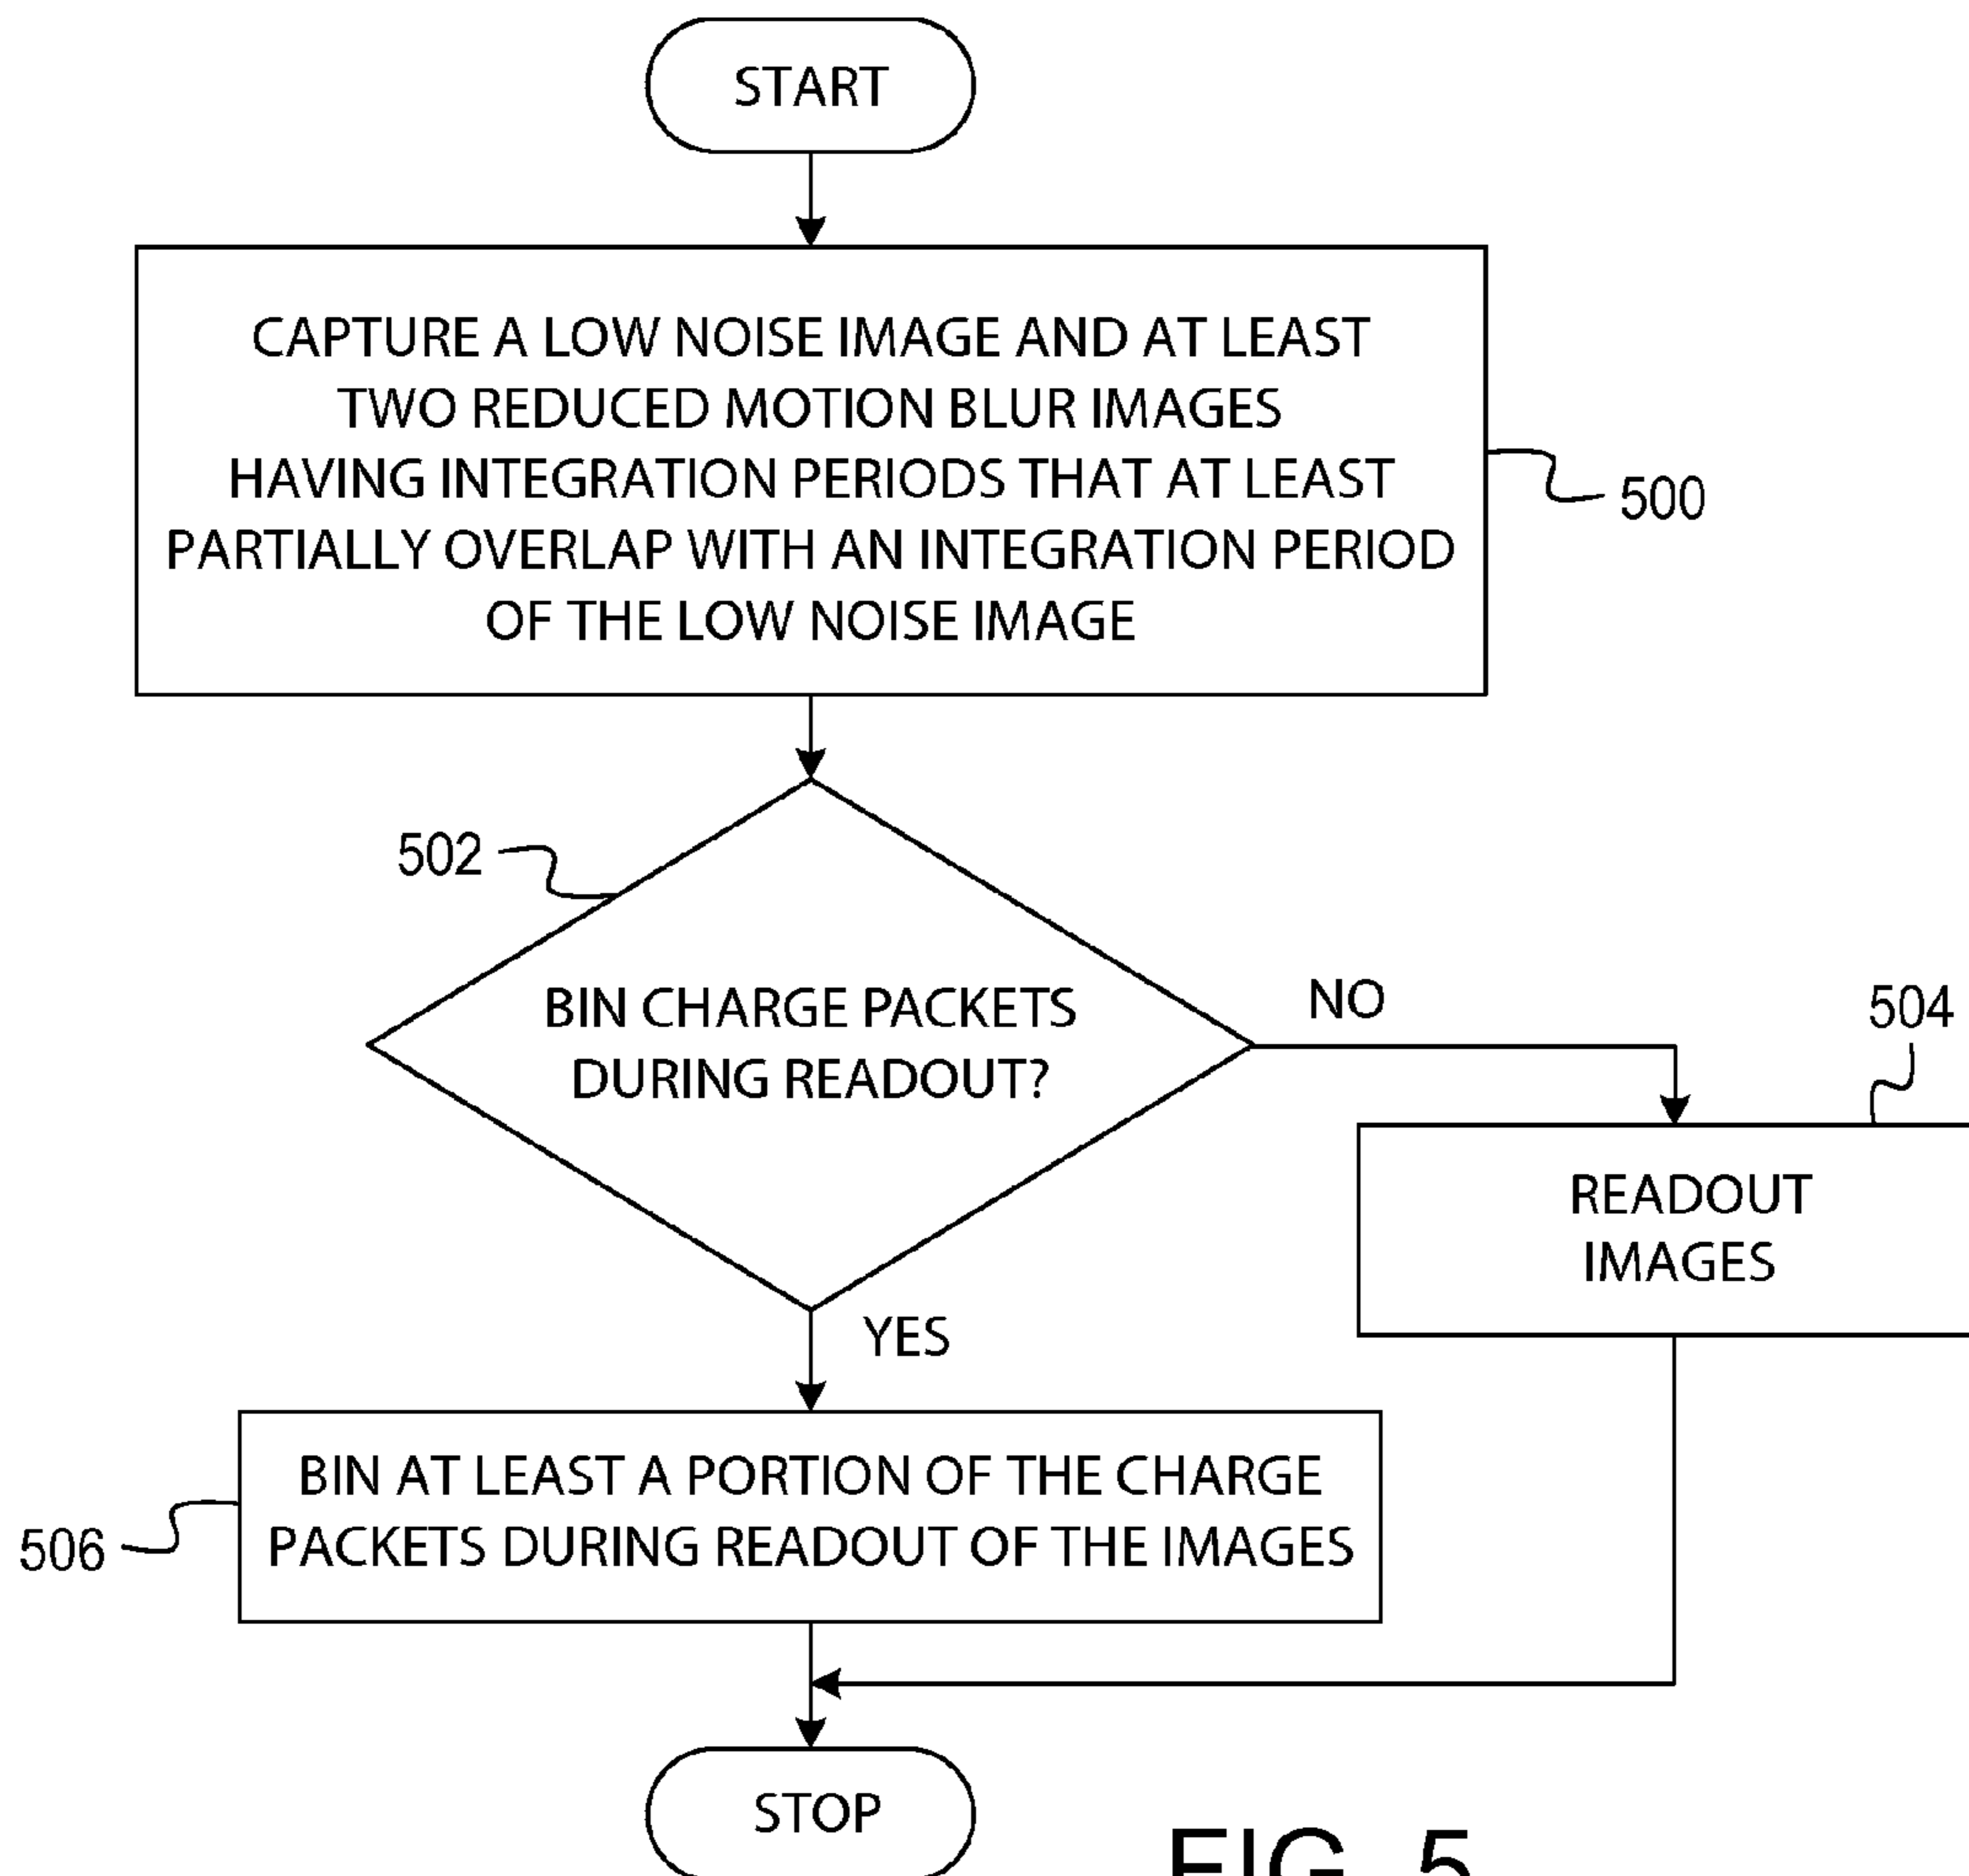 START
CAPTURE A LOW NOISE IMAGE AND AT LEAST
TWO REDUCED MOTION BLUR IMAGES
HAVING INTEGRATION PERIODS THAT AT LEAST
PARTIALLY OVERLAP WITH AN INTEGRATION PERIOD
OF THE LOW NOISE IMAGE
500
502
BIN CHARGE PACKETS
DURING READOUT?
NO
504
READOUT
IMAGES
YES
BIN AT LEAST A PORTION OF THE CHARGE
PACKETS DURING READOUT OF THE IMAGES
506
STOP
FIG. 5